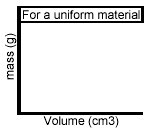 For a uniform material
mass (g)
Volume (cm3)